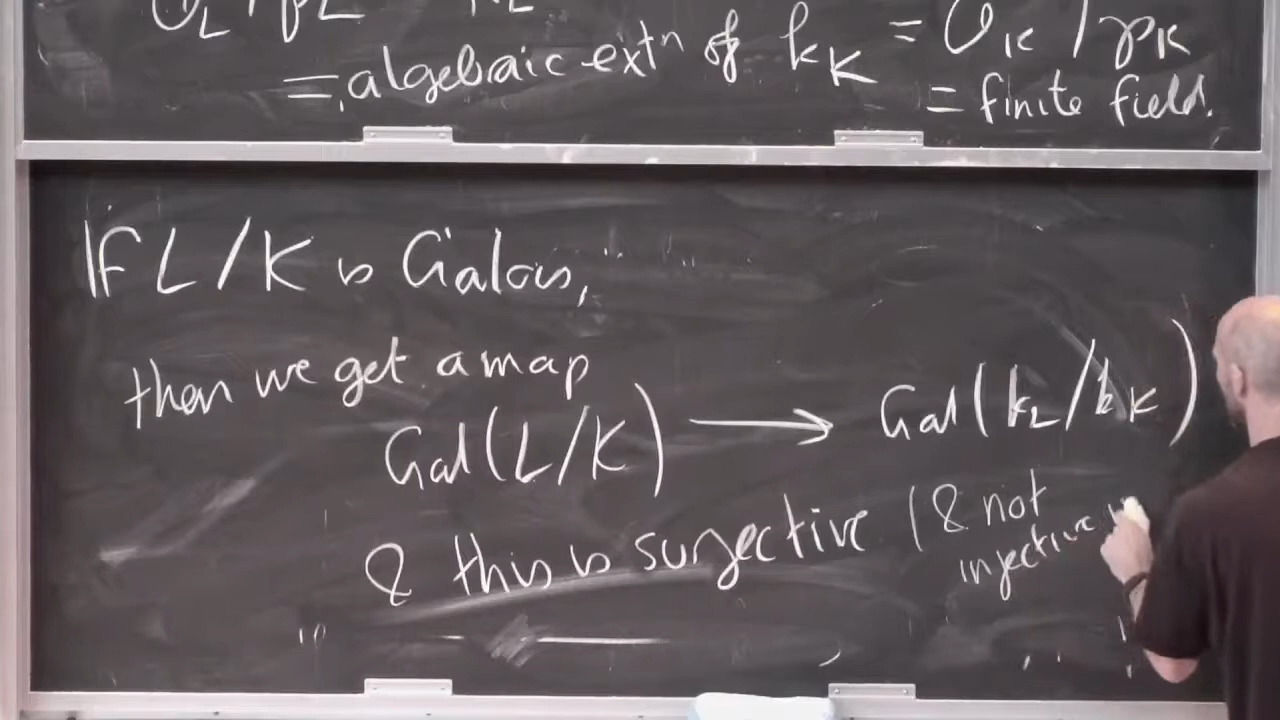 = algebraic extⁿ of k_K = O_K / p_K
= finite field.
If L/K is Galois,
then we get a map
Gal(L/K) ⟶ Gal(k_L/k_K)
& this is surjective (& not
injective